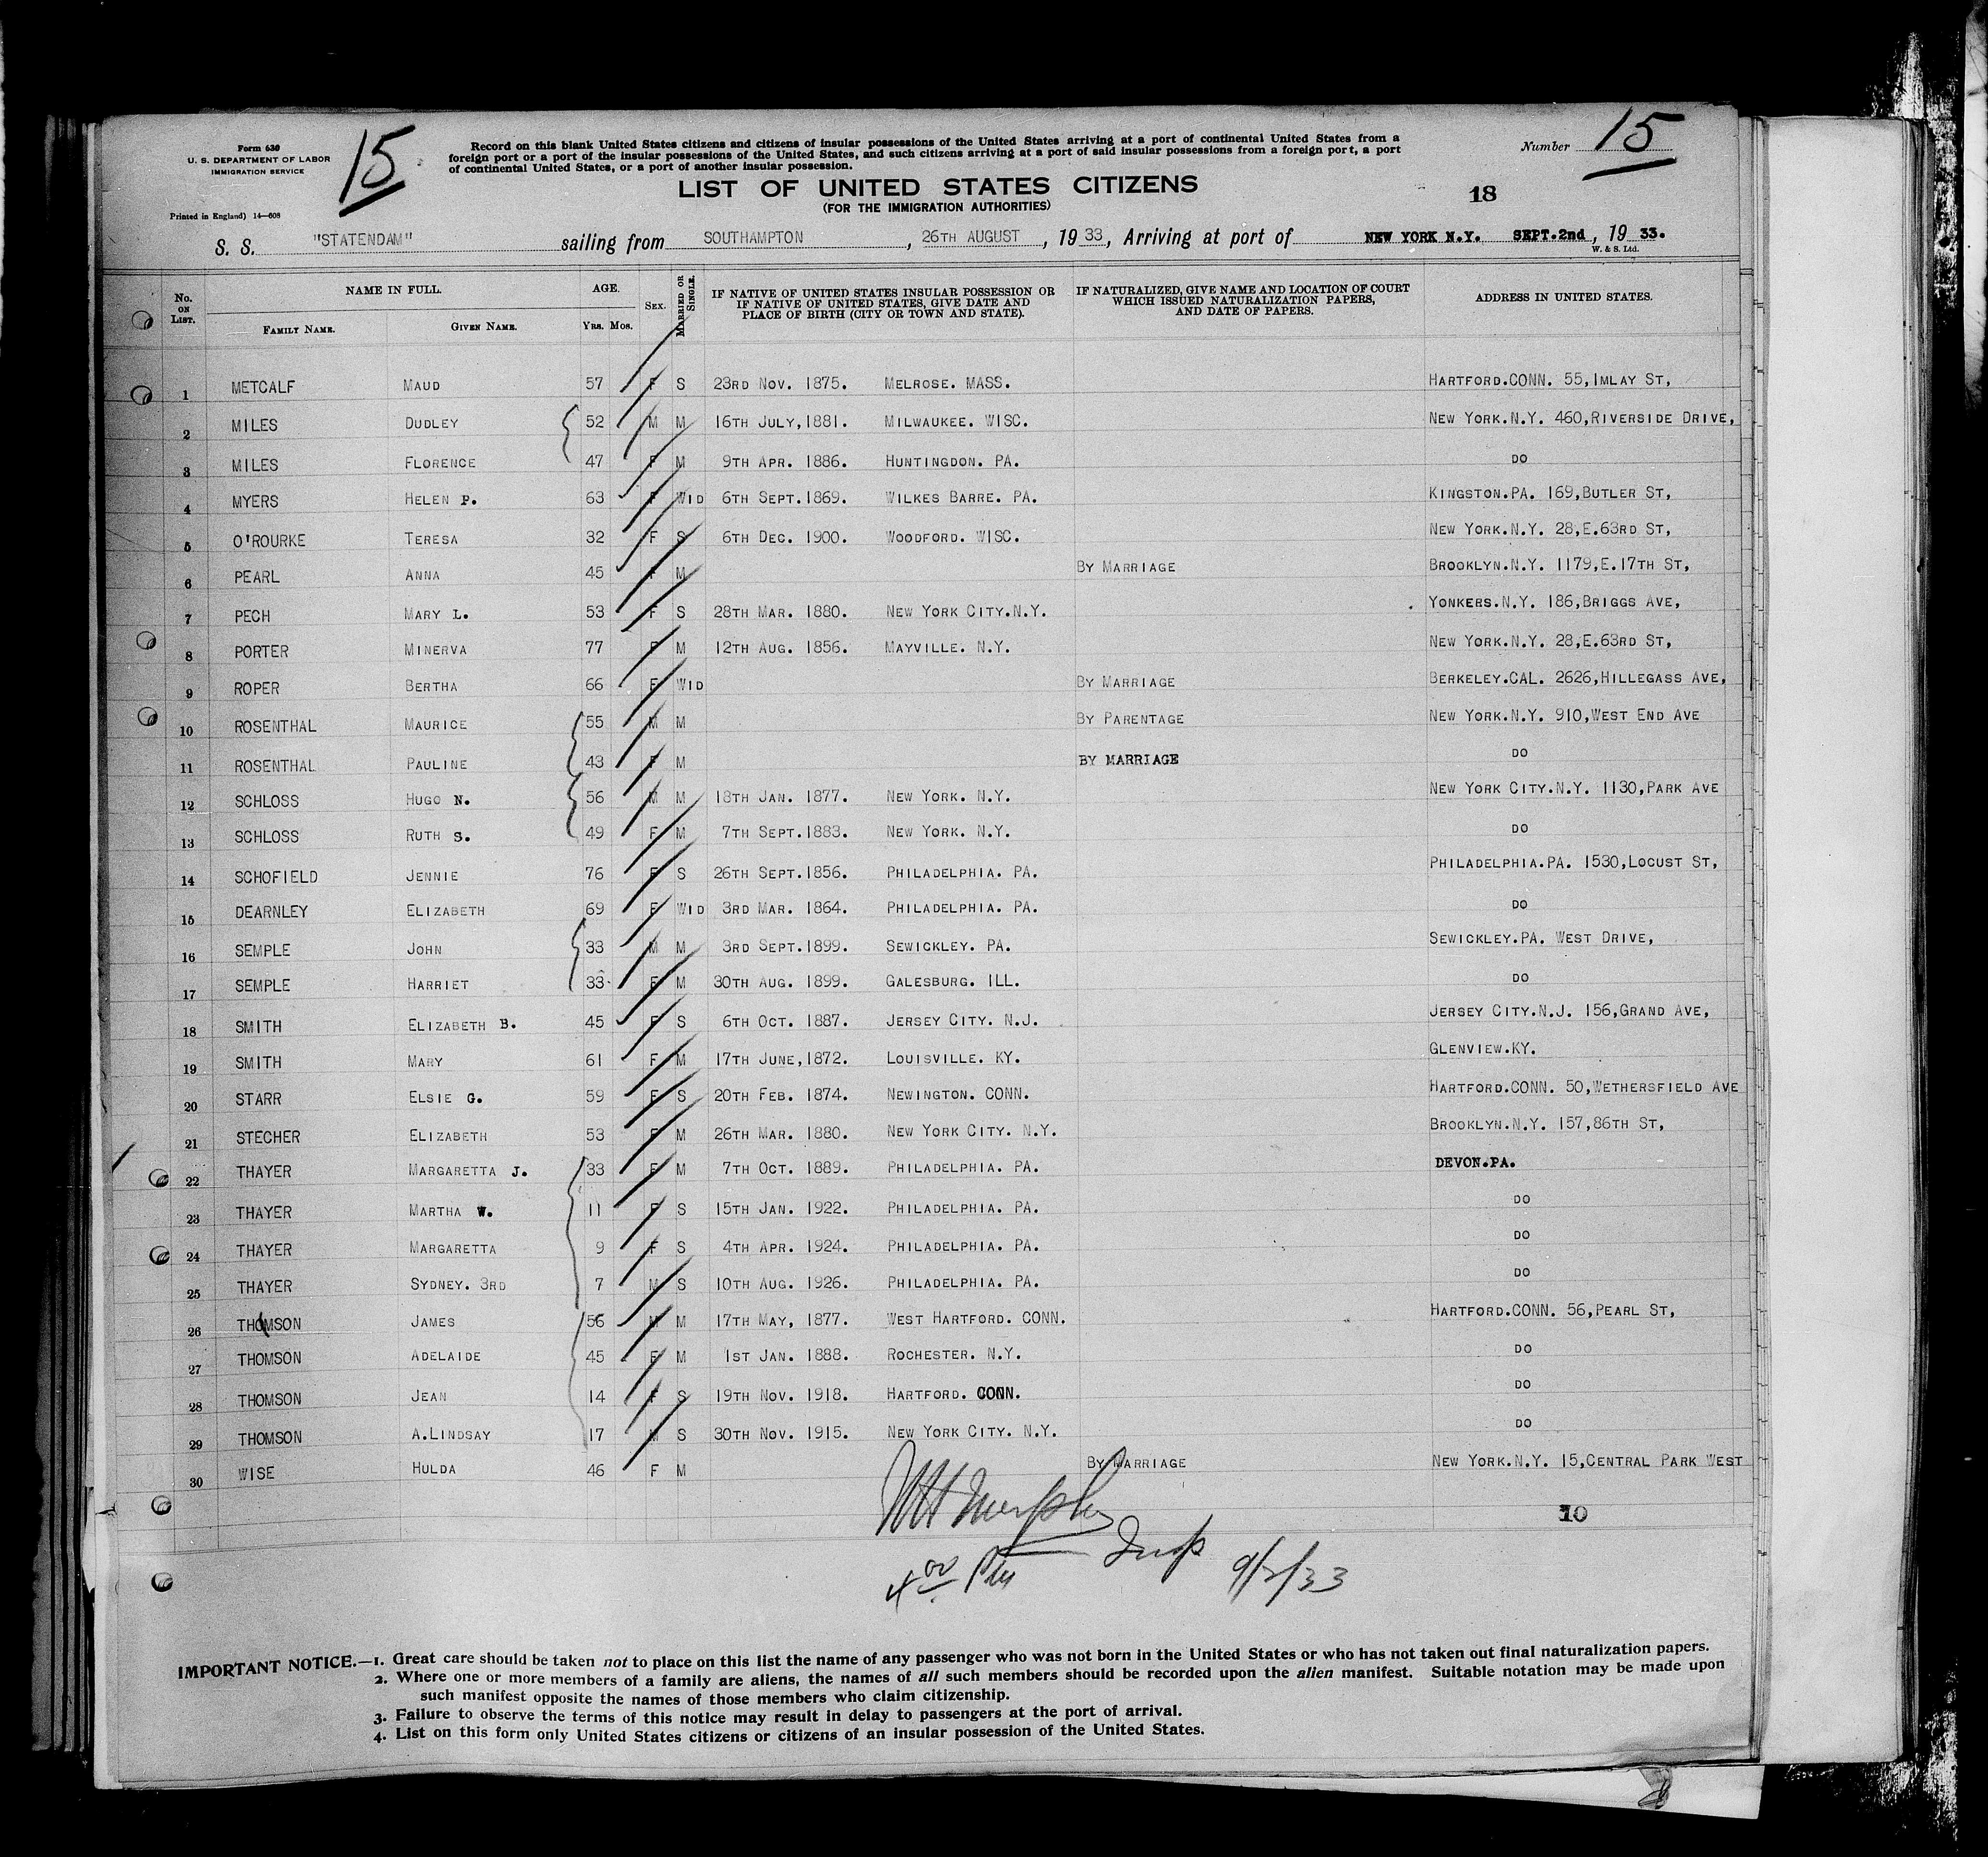 Form 630
U. S. DEPARTMENT OF LABOR
IMMIGRATION SERVICE
Printed in England) 14—608
15
Record on this blank United States citizens and citizens of insular possessions of the United States arriving at a port of continental United States from a
foreign port or a port of the insular possessions of the United States, and such citizens arriving at a port of said insular possessions from a foreign port, a port
of continental United States, or a port of another insular possession.
LIST OF UNITED STATES CITIZENS
(FOR THE IMMIGRATION AUTHORITIES)
Number 15
18
S. S. "STATENDAM" sailing from SOUTHAMPTON, 26TH AUGUST, 1933, Arriving at port of NEW YORK N.Y. SEPT.2nd, 1933.
W. & S. Ltd.
No. ON LIST. NAME IN FULL. FAMILY NAME. GIVEN NAME. AGE. YRS. MOS. SEX. MARRIED OR SINGLE. IF NATIVE OF UNITED STATES INSULAR POSSESSION OR IF NATIVE OF UNITED STATES, GIVE DATE AND PLACE OF BIRTH (CITY OR TOWN AND STATE). IF NATURALIZED, GIVE NAME AND LOCATION OF COURT WHICH ISSUED NATURALIZATION PAPERS, AND DATE OF PAPERS. ADDRESS IN UNITED STATES.
1 METCALF MAUD 57 F S 23RD NOV. 1875. MELROSE. MASS. HARTFORD.CONN. 55,IMLAY ST,
2 MILES DUDLEY 52 M M 16TH JULY,1881. MILWAUKEE. WISC. NEW YORK.N.Y. 460,RIVERSIDE DRIVE,
3 MILES FLORENCE 47 F M 9TH APR. 1886. HUNTINGDON. PA. DO
4 MYERS HELEN P. 63 F WID 6TH SEPT.1869. WILKES BARRE. PA. KINGSTON.PA. 169,BUTLER ST,
5 O'ROURKE TERESA 32 F S 6TH DEC. 1900. WOODFORD. WISC. NEW YORK.N.Y. 28,E.63RD ST,
6 PEARL ANNA 45 F M BY MARRIAGE BROOKLYN.N.Y. 1179,E.17TH ST,
7 PECH MARY L. 53 F S 28TH MAR. 1880. NEW YORK CITY.N.Y. YONKERS.N.Y. 186,BRIGGS AVE,
8 PORTER MINERVA 77 F M 12TH AUG. 1856. MAYVILLE. N.Y. NEW YORK.N.Y. 28,E.63RD ST,
9 ROPER BERTHA 66 F WID BY MARRIAGE BERKELEY.CAL. 2626,HILLEGASS AVE,
10 ROSENTHAL MAURICE 55 M M BY PARENTAGE NEW YORK.N.Y. 910,WEST END AVE
11 ROSENTHAL PAULINE 43 F M BY MARRIAGE DO
12 SCHLOSS HUGO N. 56 M M 18TH JAN. 1877. NEW YORK. N.Y. NEW YORK CITY.N.Y. 1130,PARK AVE
13 SCHLOSS RUTH S. 49 F M 7TH SEPT.1883. NEW YORK. N.Y. DO
14 SCHOFIELD JENNIE 76 F S 26TH SEPT.1856. PHILADELPHIA. PA. PHILADELPHIA.PA. 1530,LOCUST ST,
15 DEARNLEY ELIZABETH 69 F WID 3RD MAR. 1864. PHILADELPHIA. PA. DO
16 SEMPLE JOHN 33 M M 3RD SEPT.1899. SEWICKLEY. PA. SEWICKLEY.PA. WEST DRIVE,
17 SEMPLE HARRIET 33 F M 30TH AUG. 1899. GALESBURG. ILL. DO
18 SMITH ELIZABETH B. 45 F S 6TH OCT. 1887. JERSEY CITY. N.J. JERSEY CITY.N.J. 156,GRAND AVE,
19 SMITH MARY 61 F M 17TH JUNE,1872. LOUISVILLE. KY. GLENVIEW.KY.
20 STARR ELSIE G. 59 F S 20TH FEB. 1874. NEWINGTON. CONN. HARTFORD.CONN. 50,WETHERSFIELD AVE
21 STECHER ELIZABETH 53 F M 26TH MAR. 1880. NEW YORK CITY. N.Y. BROOKLYN.N.Y. 157,86TH ST,
22 THAYER MARGARETTA J. 33 F M 7TH OCT. 1889. PHILADELPHIA. PA. DEVON.PA.
23 THAYER MARTHA W. 11 F S 15TH JAN. 1922. PHILADELPHIA. PA. DO
24 THAYER MARGARETTA 9 F S 4TH APR. 1924. PHILADELPHIA. PA. DO
25 THAYER SYDNEY. 3RD 7 M S 10TH AUG. 1926. PHILADELPHIA. PA. DO
26 THOMSON JAMES 56 M M 17TH MAY, 1877. WEST HARTFORD. CONN. HARTFORD.CONN. 56,PEARL ST,
27 THOMSON ADELAIDE 45 F M 1ST JAN. 1888. ROCHESTER. N.Y. DO
28 THOMSON JEAN 14 F S 19TH NOV. 1918. HARTFORD. CONN. DO
29 THOMSON A.LINDSAY 17 M S 30TH NOV. 1915. NEW YORK CITY. N.Y. DO
30 WISE HULDA 46 F M BY MARRIAGE NEW YORK.N.Y. 15,CENTRAL PARK WEST
10
Murphy Insp 9/2/33
4 00 PM
IMPORTANT NOTICE.—1. Great care should be taken not to place on this list the name of any passenger who was not born in the United States or who has not taken out final naturalization papers.
2. Where one or more members of a family are aliens, the names of all such members should be recorded upon the alien manifest. Suitable notation may be made upon
such manifest opposite the names of those members who claim citizenship.
3. Failure to observe the terms of this notice may result in delay to passengers at the port of arrival.
4. List on this form only United States citizens or citizens of an insular possession of the United States.